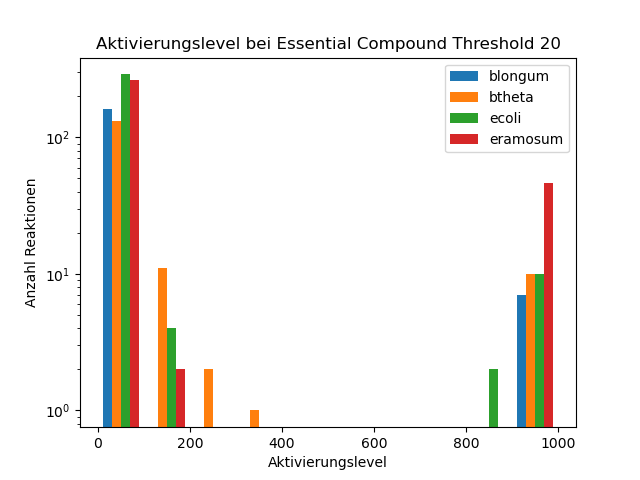 Aktivierungslevel bei Essential Compound Threshold 20
blongum
btheta
ecoli
eramosum
Anzahl Reaktionen
10²
10¹
10⁰
0 200 400 600 800 1000
Aktivierungslevel